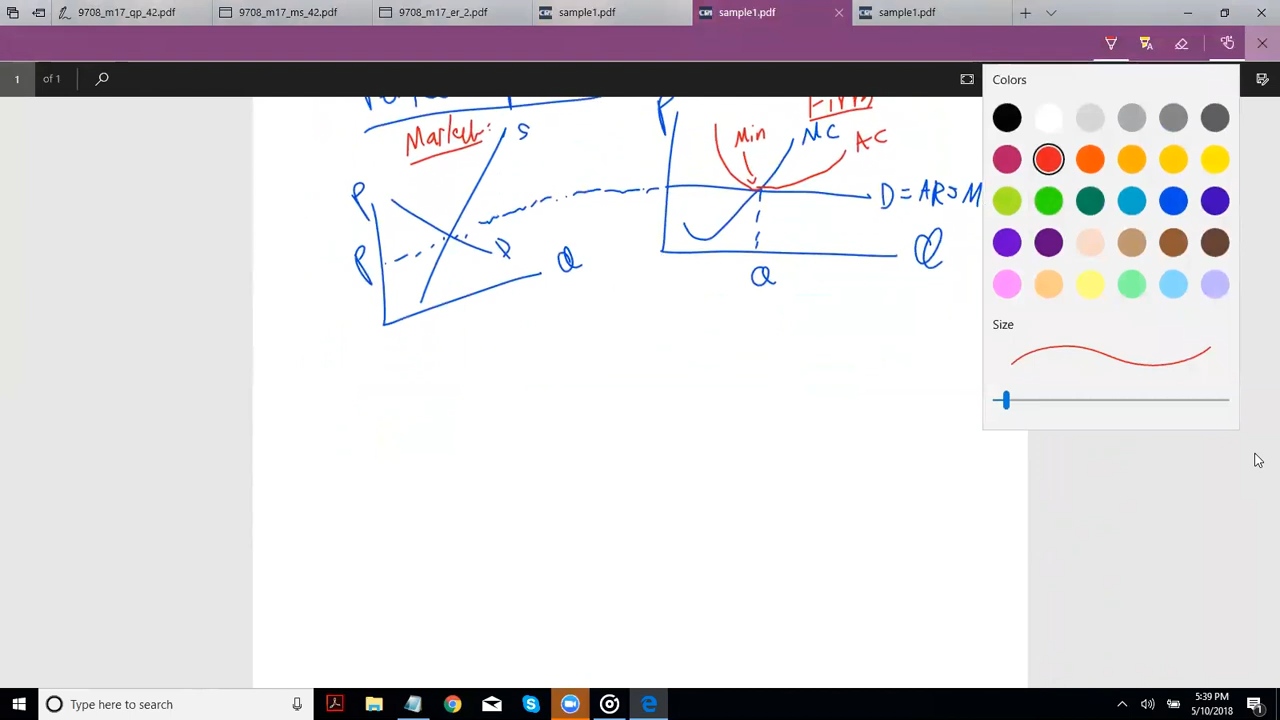 9708_m17_qp_42.pdf
9708_m17_ms_42.pdf
9708_m17_er_2.pdf
sample1.pdf
sample1.pdf
sample1.pdf
1
of 1
Colors
Size
Firm
Market:
S
P
P
D
Q
P
Min
MC
AC
D = AR = M
Q
Q
Type here to search
5:39 PM
5/10/2018